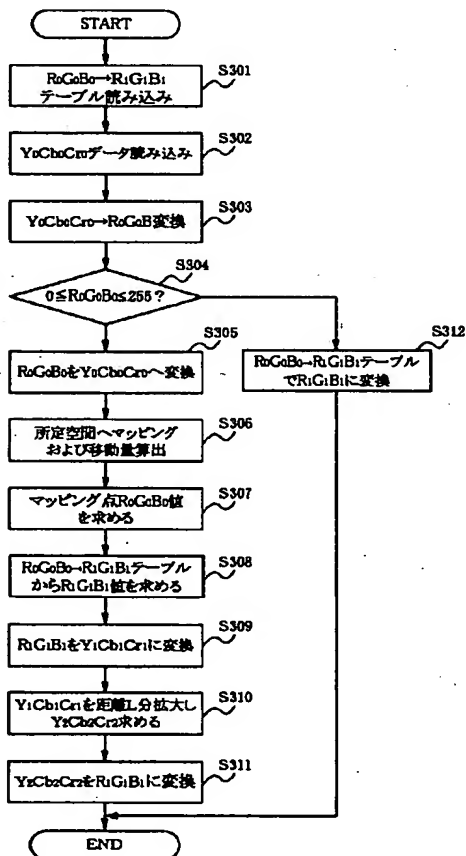 START
R₀G₀B₀→R₁G₁B₁
テーブル読み込み
S301
Y₀Cb₀Cr₀データ読み込み
S302
Y₀Cb₀Cr₀→R₀G₀B変換
S303
S304
0≦R₀G₀B₀≦255?
S305
R₀G₀B₀をY₀Cb₀Cr₀へ変換
S312
R₀G₀B₀→R₁G₁B₁テーブル
でR₁G₁B₁に変換
所定空間へマッピング
および移動量算出
S306
マッピング点R₀G₀B₀値
を求める
S307
R₀G₀B₀→R₁G₁B₁テーブル
からR₁G₁B₁値を求める
S308
R₁G₁B₁をY₁Cb₁Cr₁に変換
S309
Y₁Cb₁Cr₁を距離L分拡大し
Y₂Cb₂Cr₂求める
S310
Y₂Cb₂Cr₂をR₁G₁B₁に変換
S311
END